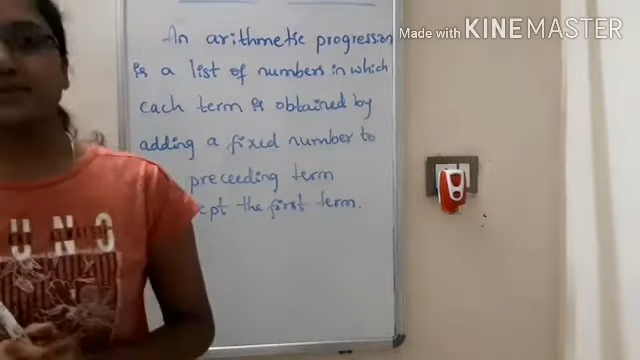 An arithmetic progression
is a list of numbers in which
each term is obtained by
adding a fixed number to
preceeding term
the first term.
Made with KINEMASTER
UNO